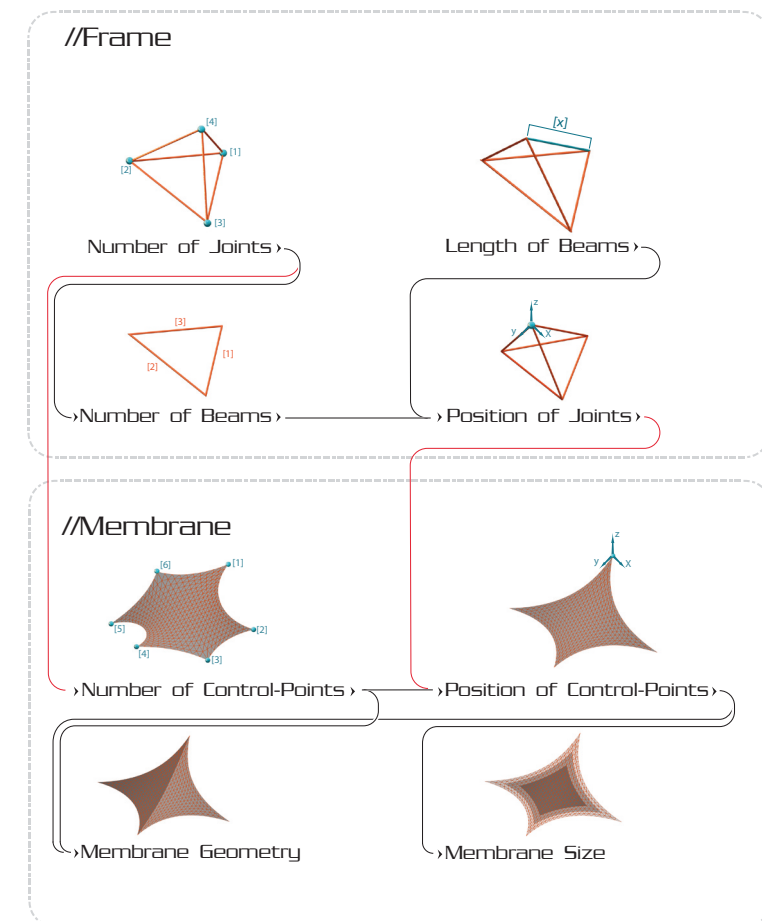 //Frame
[4]
[1]
[2]
[3]
Number of Joints
[x]
Length of Beams
[3]
[1]
[2]
Number of Beams
z
y
X
Position of Joints
//Membrane
[6]
[1]
[5]
[2]
[4]
[3]
Number of Control-Points
z
y
X
Position of Control-Points
Membrane Geometry
Membrane Size